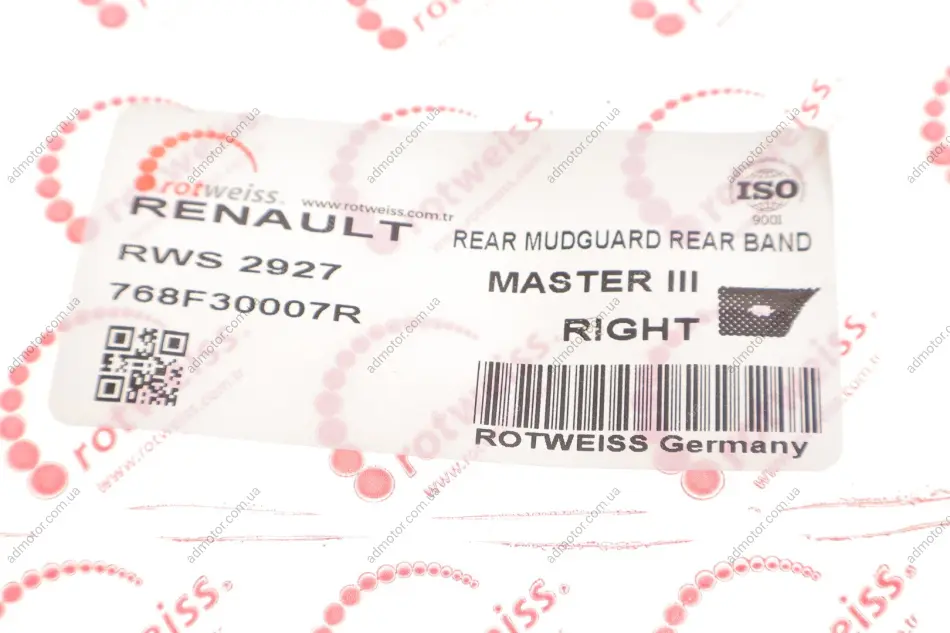 rotweiss.
www.rotweiss.com.tr
RENAULT
RWS 2927
768F30007R
ISO
9001
REAR MUDGUARD REAR BAND
MASTER III
RIGHT
ROTWEISS Germany
rotweiss.
admotor.com.ua